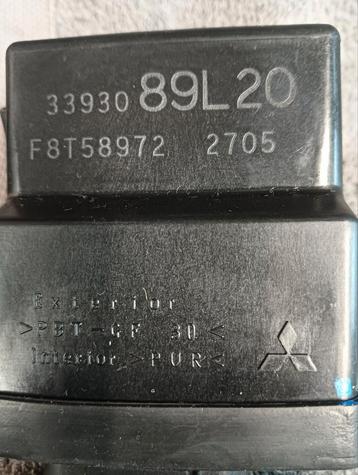 33930 89L20
F8T58972 2705
Exterior
>PBT-GF 30<
Interior >PUR<